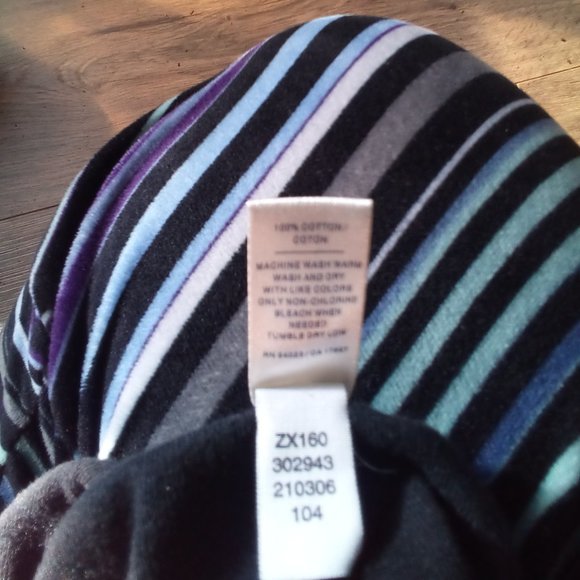 100% COTTON/
COTON
MACHINE WASH WARM
WASH AND DRY
WITH LIKE COLORS
ONLY NON-CHLORINE
BLEACH WHEN
NEEDED
TUMBLE DRY LOW
RN
ZX160
302943
210306
104